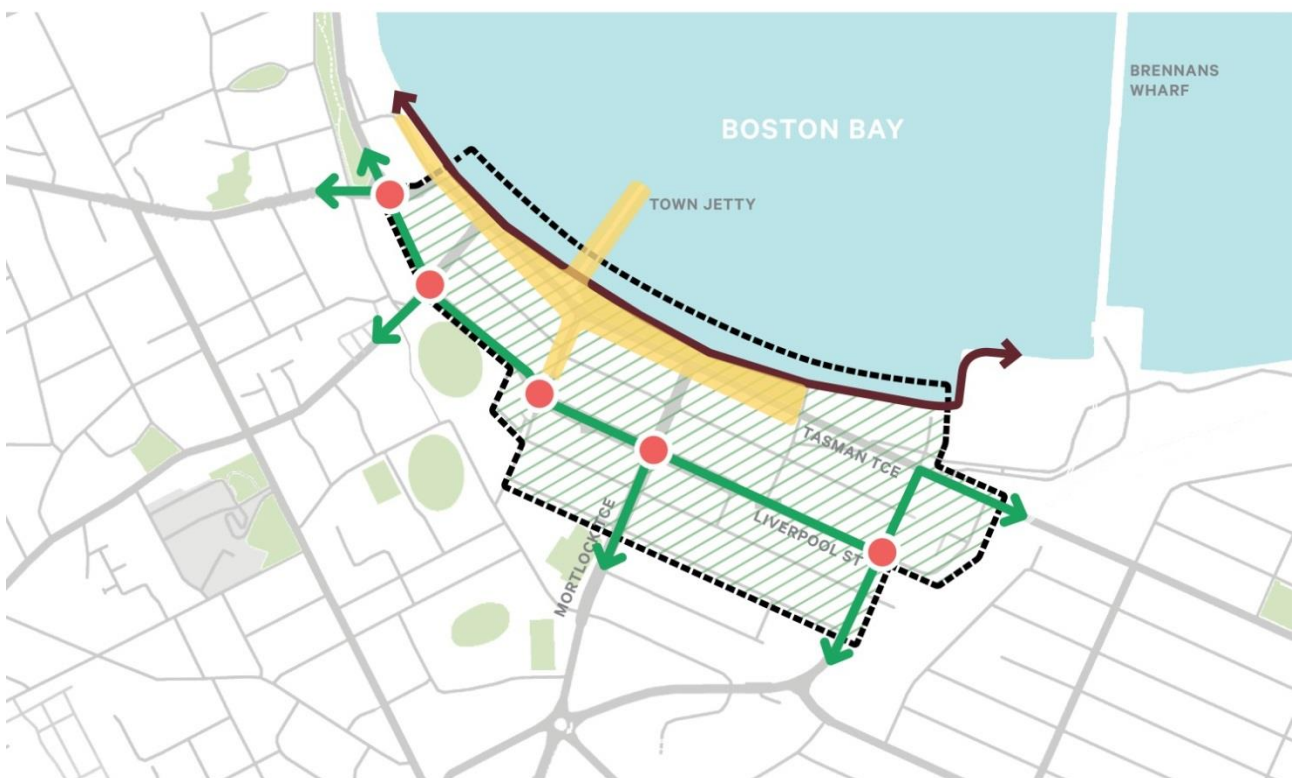 BRENNANS
WHARF
BOSTON BAY
TOWN JETTY
TASMAN TCE
LIVERPOOL ST
MORTLOCK TCE